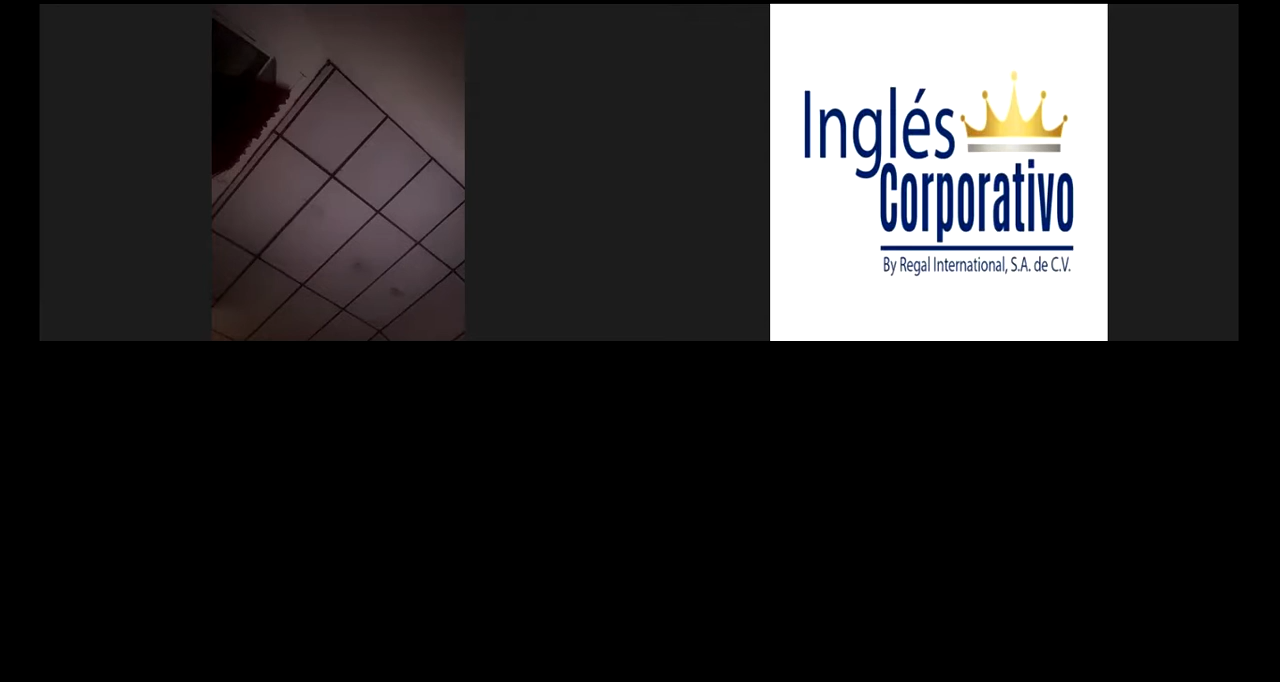 Inglés
Corporativo
By Regal International, S.A. de C.V.